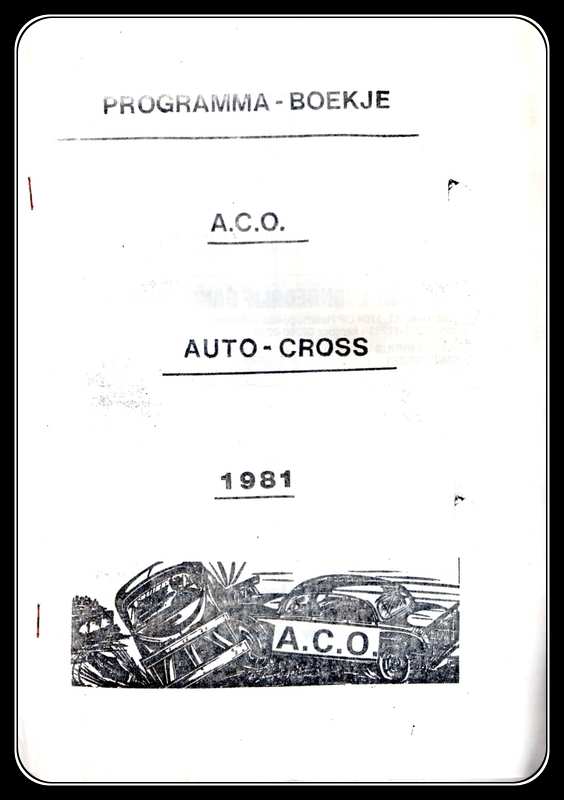 PROGRAMMA - BOEKJE
A.C.O.
AUTO - CROSS
1981
A.C.O.